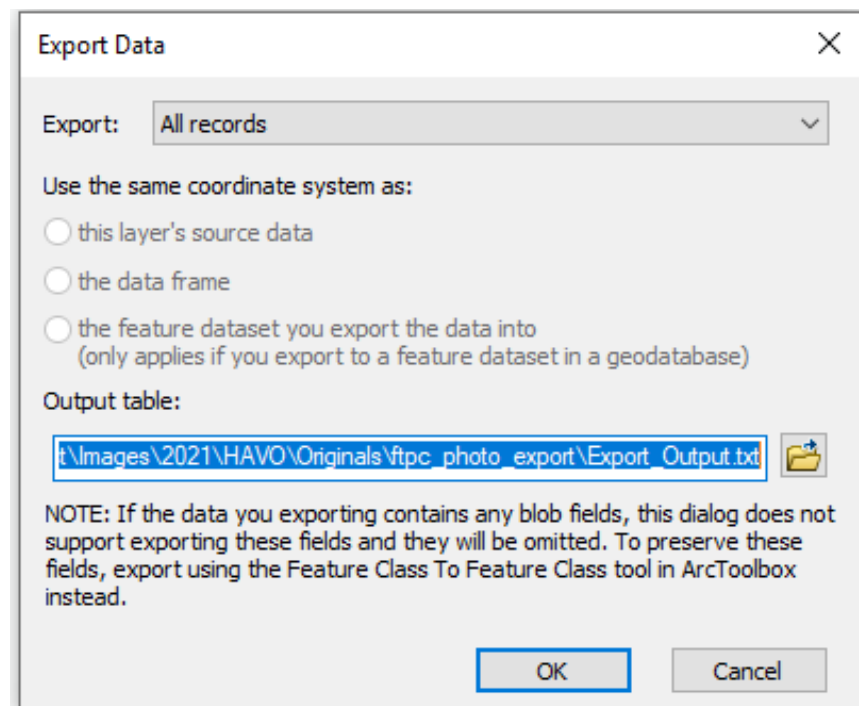 Export Data
Export: All records
Use the same coordinate system as:
this layer's source data
the data frame
the feature dataset you export the data into
(only applies if you export to a feature dataset in a geodatabase)
Output table:
t\Images\2021\HAVO\Originals\ftpc_photo_export\Export_Output.txt
NOTE: If the data you exporting contains any blob fields, this dialog does not
support exporting these fields and they will be omitted. To preserve these
fields, export using the Feature Class To Feature Class tool in ArcToolbox
instead.
OK Cancel